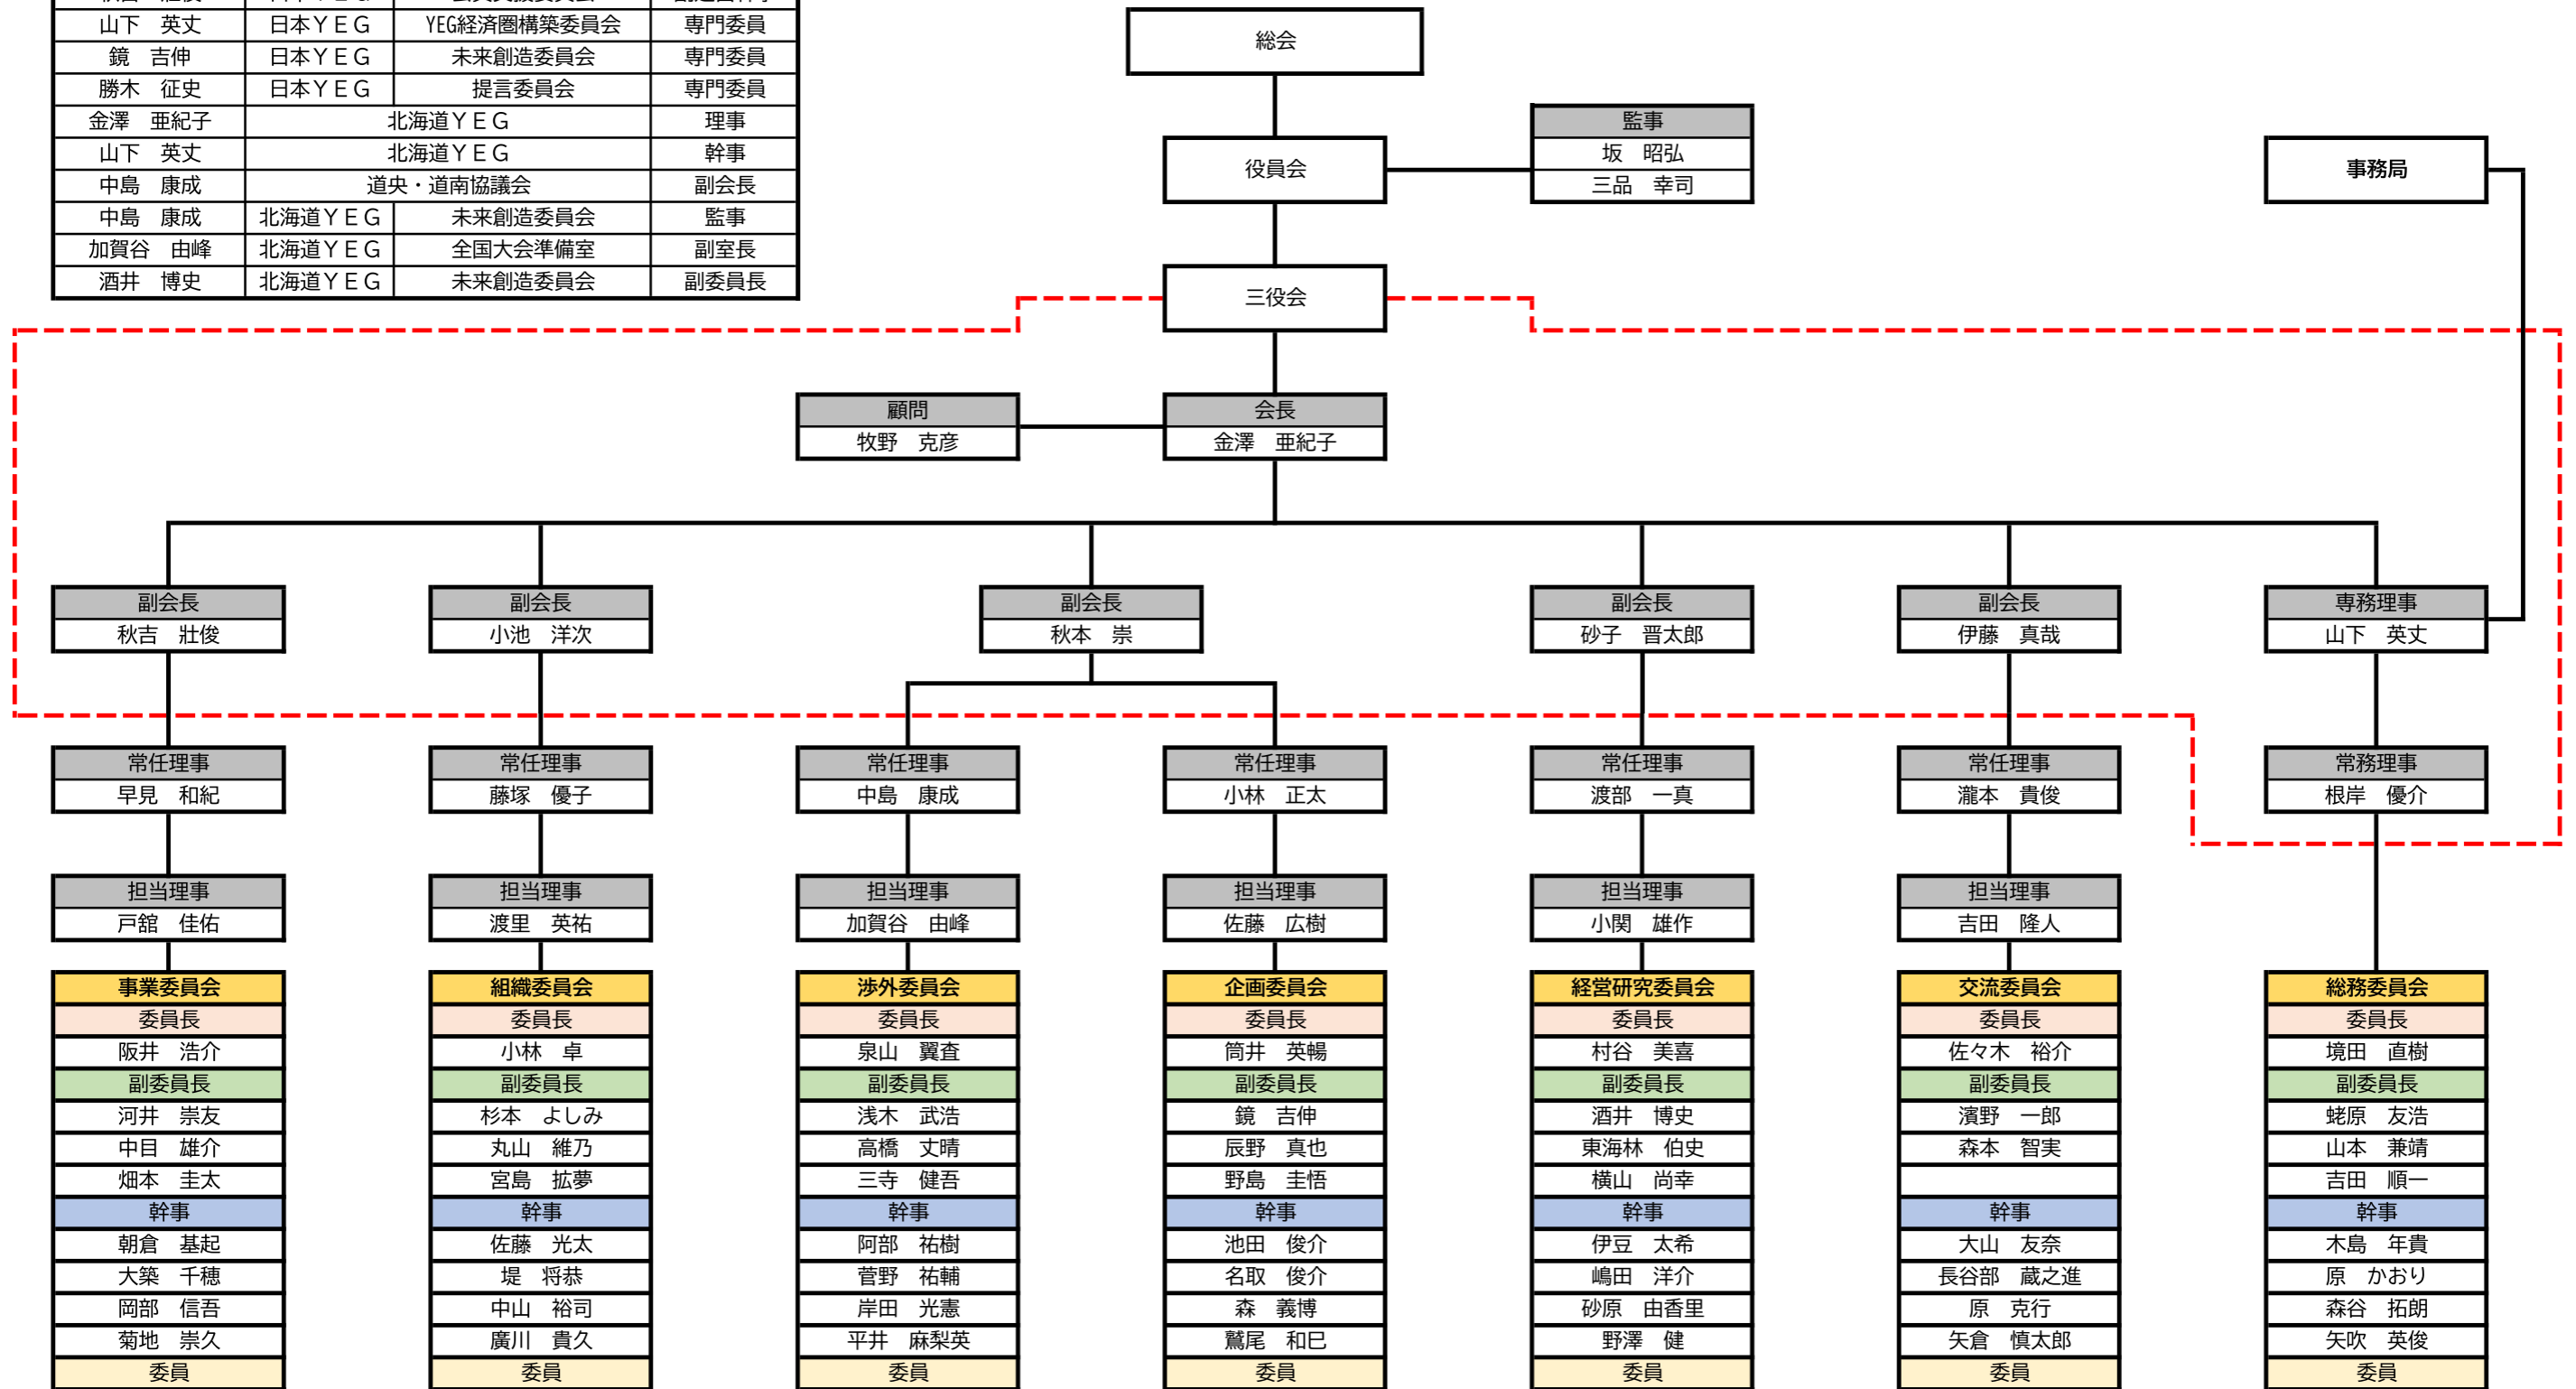 山下　英丈 日本ＹＥＧ YEG経済圏構築委員会 専門委員
鏡　吉伸 日本ＹＥＧ 未来創造委員会 専門委員
勝木　征史 日本ＹＥＧ 提言委員会 専門委員
金澤　亜紀子 北海道ＹＥＧ 理事
山下　英丈 北海道ＹＥＧ 幹事
中島　康成 道央・道南協議会 副会長
中島　康成 北海道ＹＥＧ 未来創造委員会 監事
加賀谷　由峰 北海道ＹＥＧ 全国大会準備室 副室長
酒井　博史 北海道ＹＥＧ 未来創造委員会 副委員長
総会
役員会
監事
坂　昭弘
三品　幸司
事務局
三役会
顧問
牧野　克彦
会長
金澤　亜紀子
副会長 副会長 副会長 副会長 副会長 専務理事
秋吉　壯俊 小池　洋次 秋本　崇 砂子　晋太郎 伊藤　真哉 山下　英丈
常任理事 常任理事 常任理事 常任理事 常任理事 常任理事 常務理事
早見　和紀 藤塚　優子 中島　康成 小林　正太 渡部　一真 瀧本　貴俊 根岸　優介
担当理事 担当理事 担当理事 担当理事 担当理事 担当理事
戸舘　佳佑 渡里　英祐 加賀谷　由峰 佐藤　広樹 小関　雄作 吉田　隆人
事業委員会 組織委員会 渉外委員会 企画委員会 経営研究委員会 交流委員会 総務委員会
委員長 委員長 委員長 委員長 委員長 委員長 委員長
阪井　浩介 小林　卓 泉山　翼査 筒井　英暢 村谷　美喜 佐々木　裕介 境田　直樹
副委員長 副委員長 副委員長 副委員長 副委員長 副委員長 副委員長
河井　崇友 杉本　よしみ 浅木　武浩 鏡　吉伸 酒井　博史 濱野　一郎 蛯原　友浩
中目　雄介 丸山　維乃 高橋　丈晴 辰野　真也 東海林　伯史 森本　智実 山本　兼靖
畑本　圭太 宮島　拡夢 三寺　健吾 野島　圭悟 横山　尚幸 吉田　順一
幹事 幹事 幹事 幹事 幹事 幹事 幹事
朝倉　基起 佐藤　光太 阿部　祐樹 池田　俊介 伊豆　太希 大山　友奈 木島　年貴
大築　千穂 堤　将恭 菅野　祐輔 名取　俊介 嶋田　洋介 長谷部　蔵之進 原　かおり
岡部　信吾 中山　裕司 岸田　光憲 森　義博 砂原　由香里 原　克行 森谷　拓朗
菊地　崇久 廣川　貴久 平井　麻梨英 鷲尾　和巳 野澤　健 矢倉　慎太郎 矢吹　英俊
委員 委員 委員 委員 委員 委員 委員